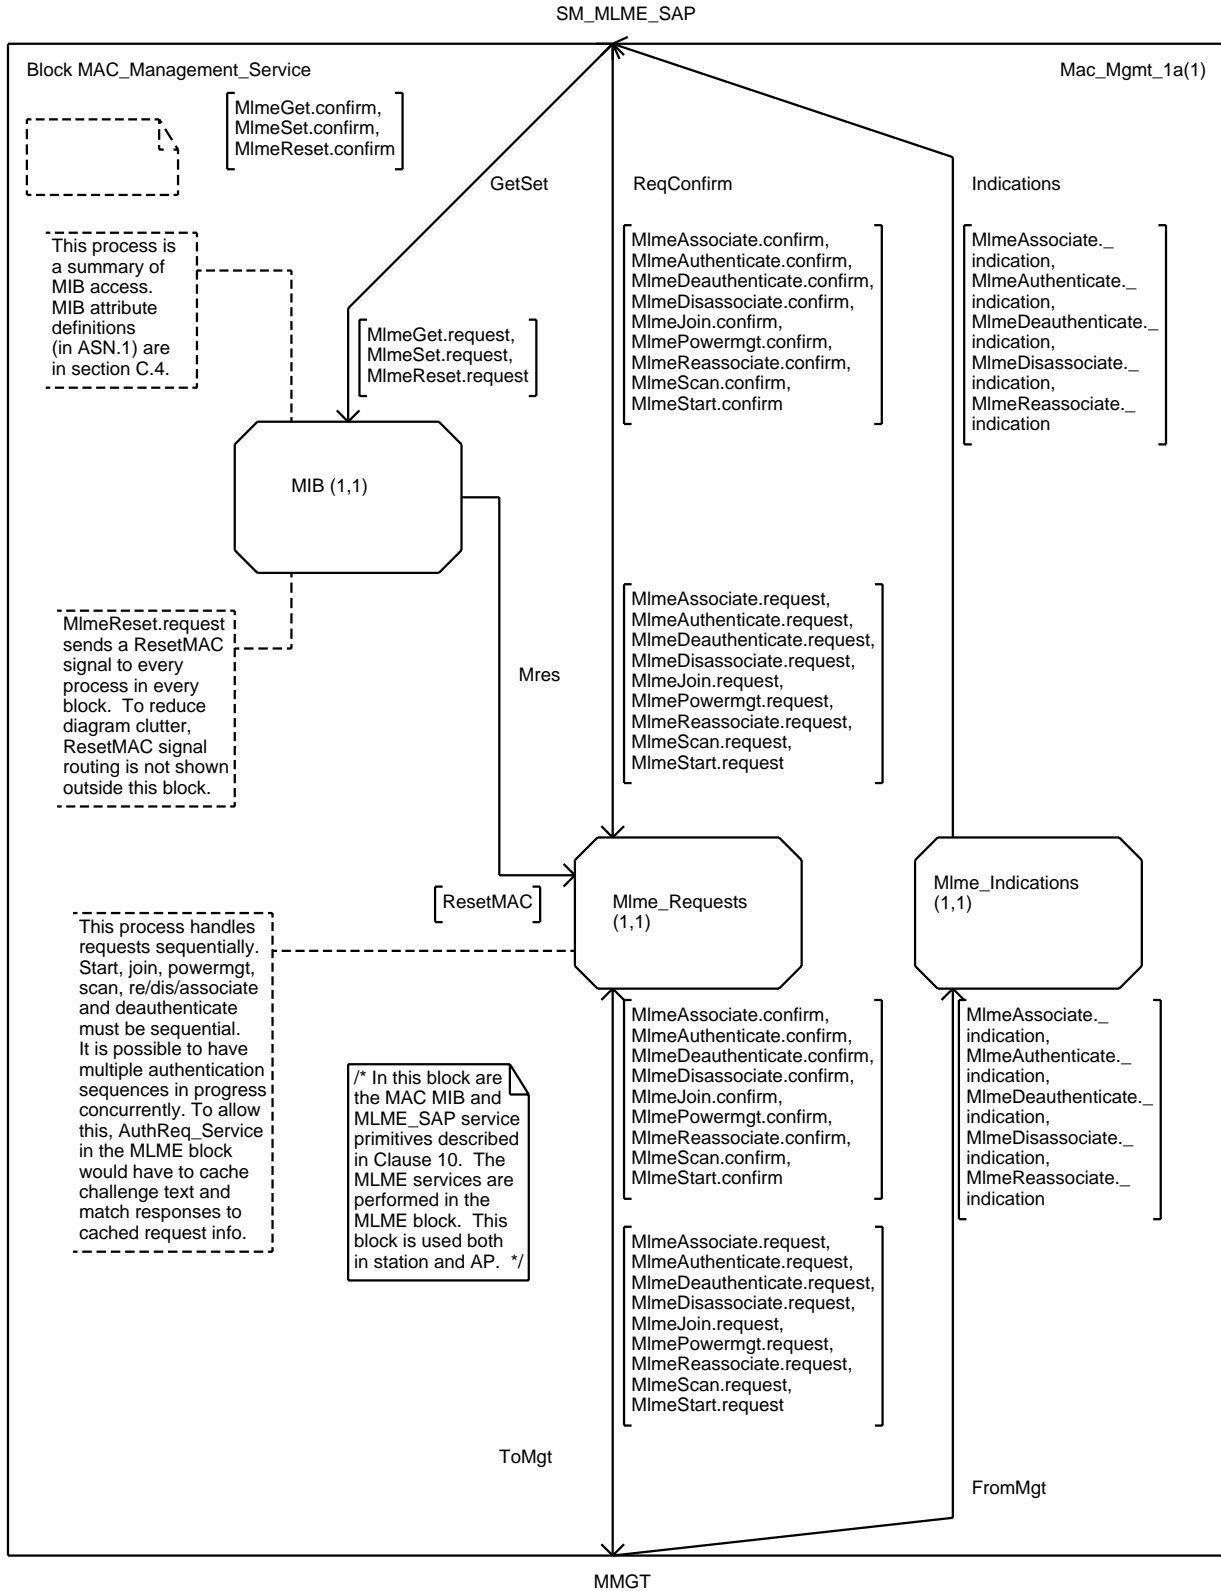 SM_MLME_SAP
Block MAC_Management_Service
Mac_Mgmt_1a(1)
MlmeGet.confirm,
MlmeSet.confirm,
MlmeReset.confirm
GetSet
ReqConfirm
Indications
This process is
a summary of
MIB access.
MIB attribute
definitions
(in ASN.1) are
in section C.4.
MlmeGet.request,
MlmeSet.request,
MlmeReset.request
MlmeAssociate.confirm,
MlmeAuthenticate.confirm,
MlmeDeauthenticate.confirm,
MlmeDisassociate.confirm,
MlmeJoin.confirm,
MlmePowermgt.confirm,
MlmeReassociate.confirm,
MlmeScan.confirm,
MlmeStart.confirm
MlmeAssociate._
indication,
MlmeAuthenticate._
indication,
MlmeDeauthenticate._
indication,
MlmeDisassociate._
indication,
MlmeReassociate._
indication
MIB (1,1)
MlmeReset.request
sends a ResetMAC
signal to every
process in every
block. To reduce
diagram clutter,
ResetMAC signal
routing is not shown
outside this block.
Mres
MlmeAssociate.request,
MlmeAuthenticate.request,
MlmeDeauthenticate.request,
MlmeDisassociate.request,
MlmeJoin.request,
MlmePowermgt.request,
MlmeReassociate.request,
MlmeScan.request,
MlmeStart.request
[ResetMAC]
Mlme_Requests
(1,1)
Mlme_Indications
(1,1)
This process handles
requests sequentially.
Start, join, powermgt,
scan, re/dis/associate
and deauthenticate
must be sequential.
It is possible to have
multiple authentication
sequences in progress
concurrently. To allow
this, AuthReq_Service
in the MLME block
would have to cache
challenge text and
match responses to
cached request info.
/* In this block are
the MAC MIB and
MLME_SAP service
primitives described
in Clause 10. The
MLME services are
performed in the
MLME block. This
block is used both
in station and AP. */
MlmeAssociate.confirm,
MlmeAuthenticate.confirm,
MlmeDeauthenticate.confirm,
MlmeDisassociate.confirm,
MlmeJoin.confirm,
MlmePowermgt.confirm,
MlmeReassociate.confirm,
MlmeScan.confirm,
MlmeStart.confirm
MlmeAssociate._
indication,
MlmeAuthenticate._
indication,
MlmeDeauthenticate._
indication,
MlmeDisassociate._
indication,
MlmeReassociate._
indication
MlmeAssociate.request,
MlmeAuthenticate.request,
MlmeDeauthenticate.request,
MlmeDisassociate.request,
MlmeJoin.request,
MlmePowermgt.request,
MlmeReassociate.request,
MlmeScan.request,
MlmeStart.request
ToMgt
FromMgt
MMGT